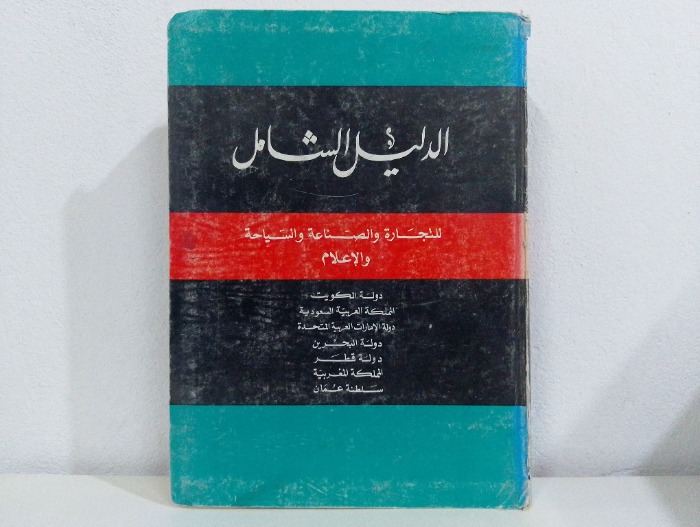 الدليل الشامل
للتجارة والصناعة والسياحة
والإعلام
دولة الكويت
المملكة العربية السعودية
دولة الإمارات العربية المتحدة
دولة البحرين
دولة قطر
المملكة المغربية
سلطنة عمان